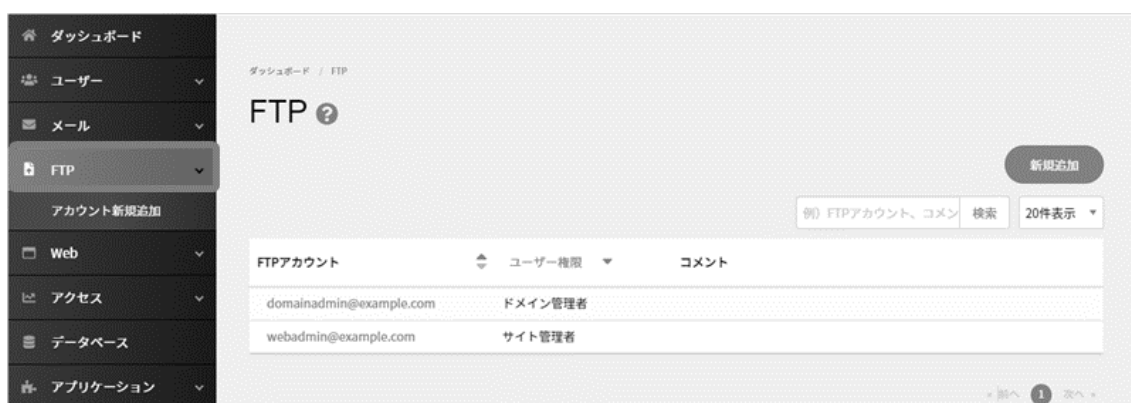 ダッシュボード
ユーザー
メール
FTP
アカウント新規追加
Web
アクセス
データベース
アプリケーション
ダッシュボード / FTP
FTP ?
新規追加
例）FTPアカウント、コメン 検索 20件表示
FTPアカウント ユーザー権限 コメント
domainadmin@example.com ドメイン管理者
webadmin@example.com サイト管理者
« 前へ 1 次へ »